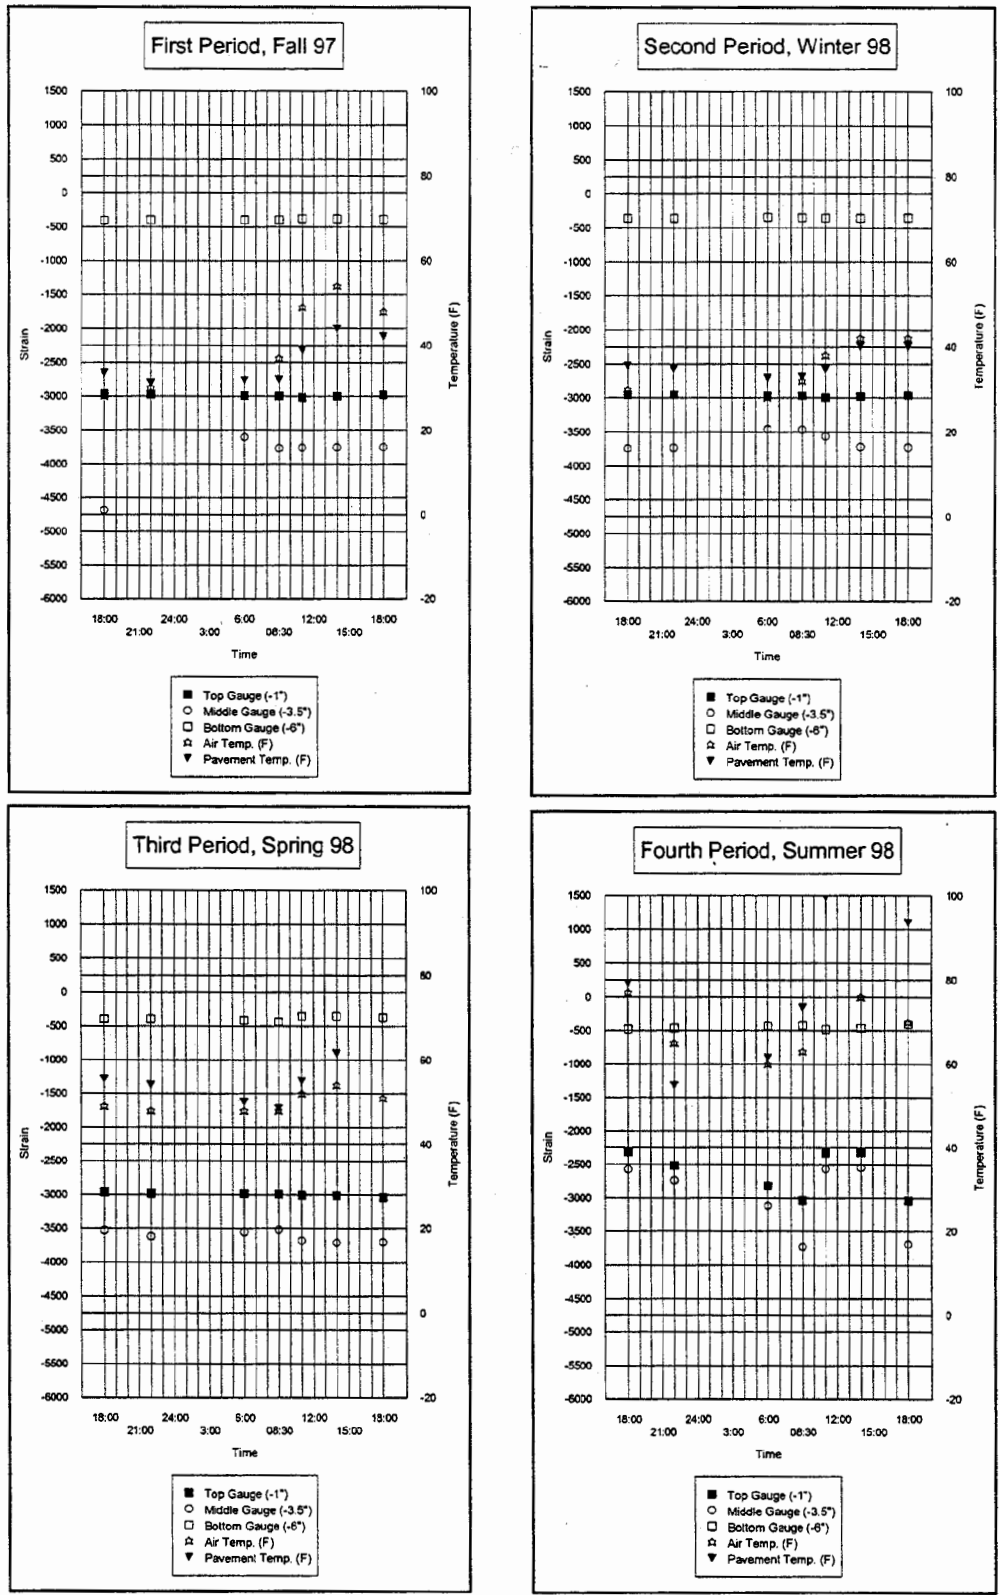 First Period, Fall 97
1500
1000
500
0
-500
-1000
-1500
-2000
-2500
-3000
-3500
-4000
-4500
-5000
-5500
-6000
Strain
100
80
60
40
20
0
-20
Temperature (F)
18:00 24:00 6:00 12:00 18:00
21:00 3:00 08:30 15:00
Time
Top Gauge (-1")
Middle Gauge (-3.5")
Bottom Gauge (-6")
Air Temp. (F)
Pavement Temp. (F)
Second Period, Winter 98
1500
1000
500
0
-500
-1000
-1500
-2000
-2500
-3000
-3500
-4000
-4500
-5000
-5500
-6000
Strain
100
80
60
40
20
0
-20
Temperature (F)
18:00 24:00 6:00 12:00 18:00
21:00 3:00 08:30 15:00
Time
Top Gauge (-1")
Middle Gauge (-3.5")
Bottom Gauge (-6")
Air Temp. (F)
Pavement Temp. (F)
Third Period, Spring 98
1500
1000
500
0
-500
-1000
-1500
-2000
-2500
-3000
-3500
-4000
-4500
-5000
-5500
-6000
Strain
100
80
60
40
20
0
-20
Temperature (F)
18:00 24:00 6:00 12:00 18:00
21:00 3:00 08:30 15:00
Time
Top Gauge (-1")
Middle Gauge (-3.5")
Bottom Gauge (-6")
Air Temp. (F)
Pavement Temp. (F)
Fourth Period, Summer 98
1500
1000
500
0
-500
-1000
-1500
-2000
-2500
-3000
-3500
-4000
-4500
-5000
-5500
-6000
Strain
100
80
60
40
20
0
-20
Temperature (F)
18:00 24:00 6:00 12:00 18:00
21:00 3:00 08:30 15:00
Time
Top Gauge (-1")
Middle Gauge (-3.5")
Bottom Gauge (-6")
Air Temp. (F)
Pavement Temp. (F)